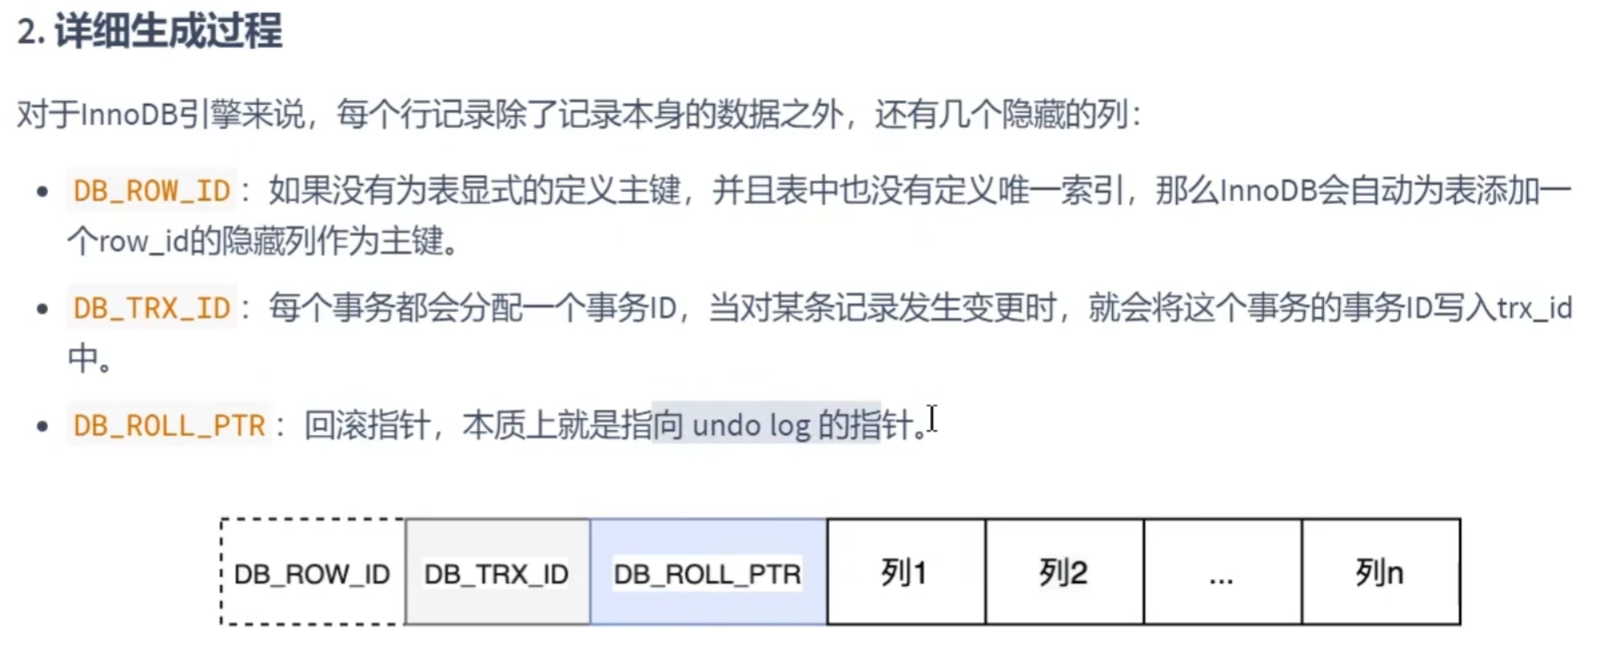 2. 详细生成过程
对于InnoDB引擎来说，每个行记录除了记录本身的数据之外，还有几个隐藏的列：
• DB_ROW_ID： 如果没有为表显式的定义主键，并且表中也没有定义唯一索引，那么InnoDB会自动为表添加一
个row_id的隐藏列作为主键。
• DB_TRX_ID： 每个事务都会分配一个事务ID，当对某条记录发生变更时，就会将这个事务的事务ID写入trx_id
中。
• DB_ROLL_PTR： 回滚指针，本质上就是指向 undo log 的指针。
DB_ROW_ID DB_TRX_ID DB_ROLL_PTR 列1 列2 ... 列n